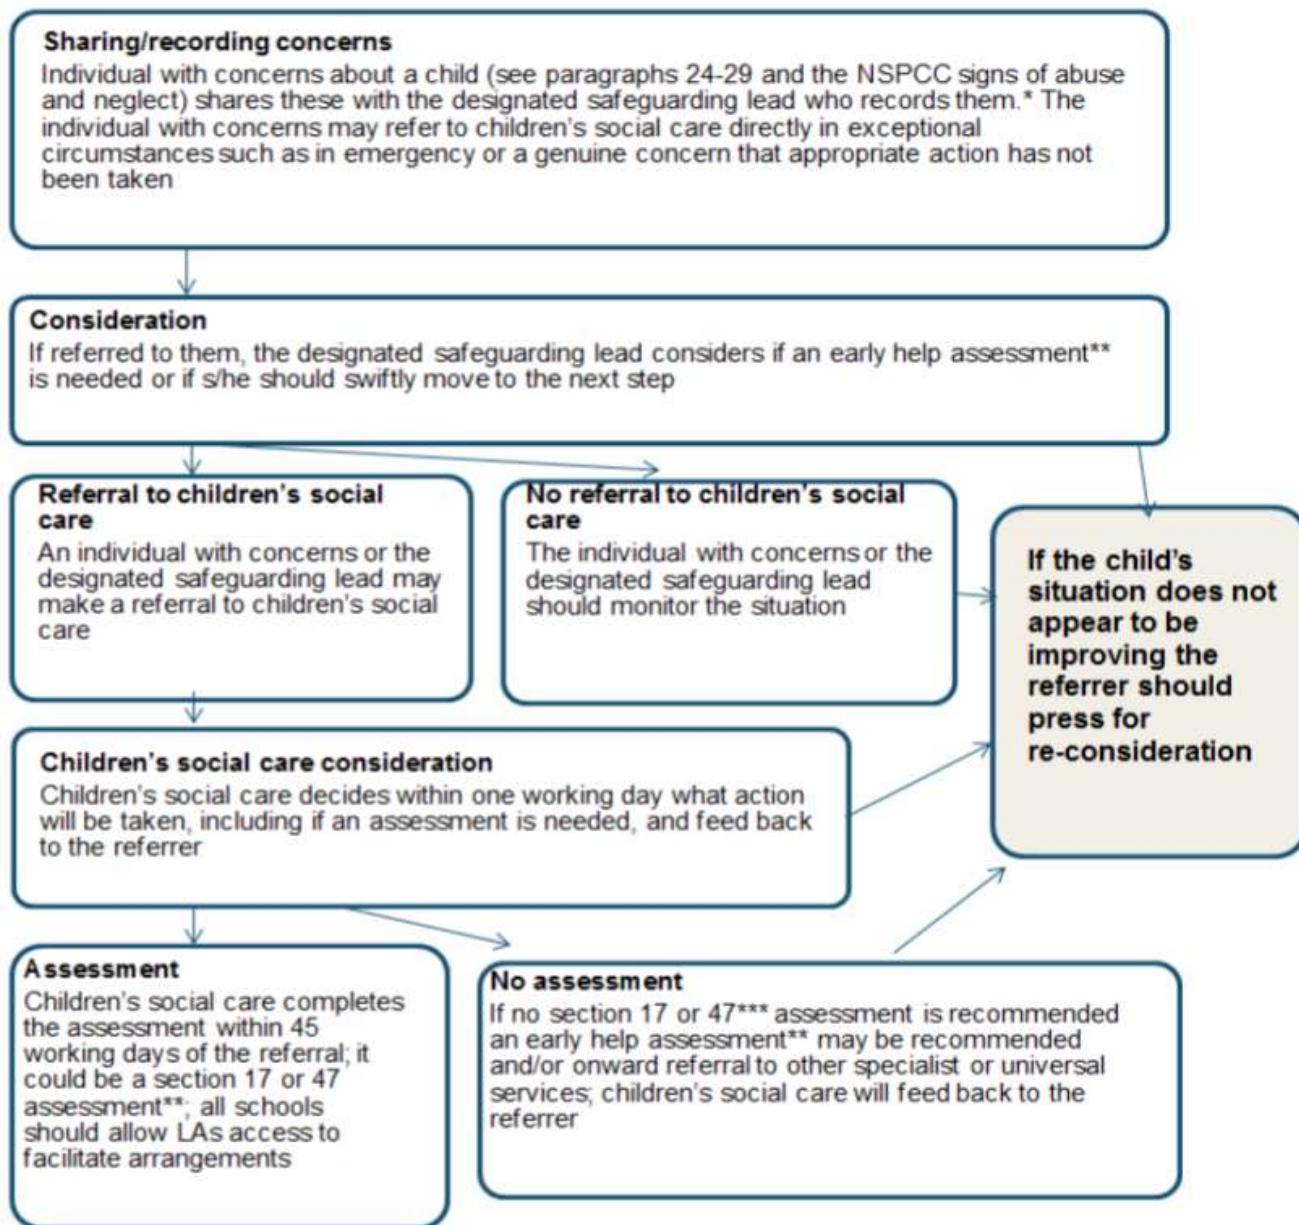 Sharing/recording concerns
Individual with concerns about a child (see paragraphs 24-29 and the NSPCC signs of abuse
and neglect) shares these with the designated safeguarding lead who records them.* The
individual with concerns may refer to children's social care directly in exceptional
circumstances such as in emergency or a genuine concern that appropriate action has not
been taken
Consideration
If referred to them, the designated safeguarding lead considers if an early help assessment**
is needed or if s/he should swiftly move to the next step
Referral to children's social
care
An individual with concerns or the
designated safeguarding lead may
make a referral to children's social
care
No referral to children's social
care
The individual with concerns or the
designated safeguarding lead
should monitor the situation
If the child's
situation does not
appear to be
improving the
referrer should
press for
re-consideration
Children's social care consideration
Children's social care decides within one working day what action
will be taken, including if an assessment is needed, and feed back
to the referrer
Assessment
Children's social care completes
the assessment within 45
working days of the referral; it
could be a section 17 or 47
assessment**; all schools
should allow LAs access to
facilitate arrangements
No assessment
If no section 17 or 47*** assessment is recommended
an early help assessment** may be recommended
and/or onward referral to other specialist or universal
services; children's social care will feed back to the
referrer